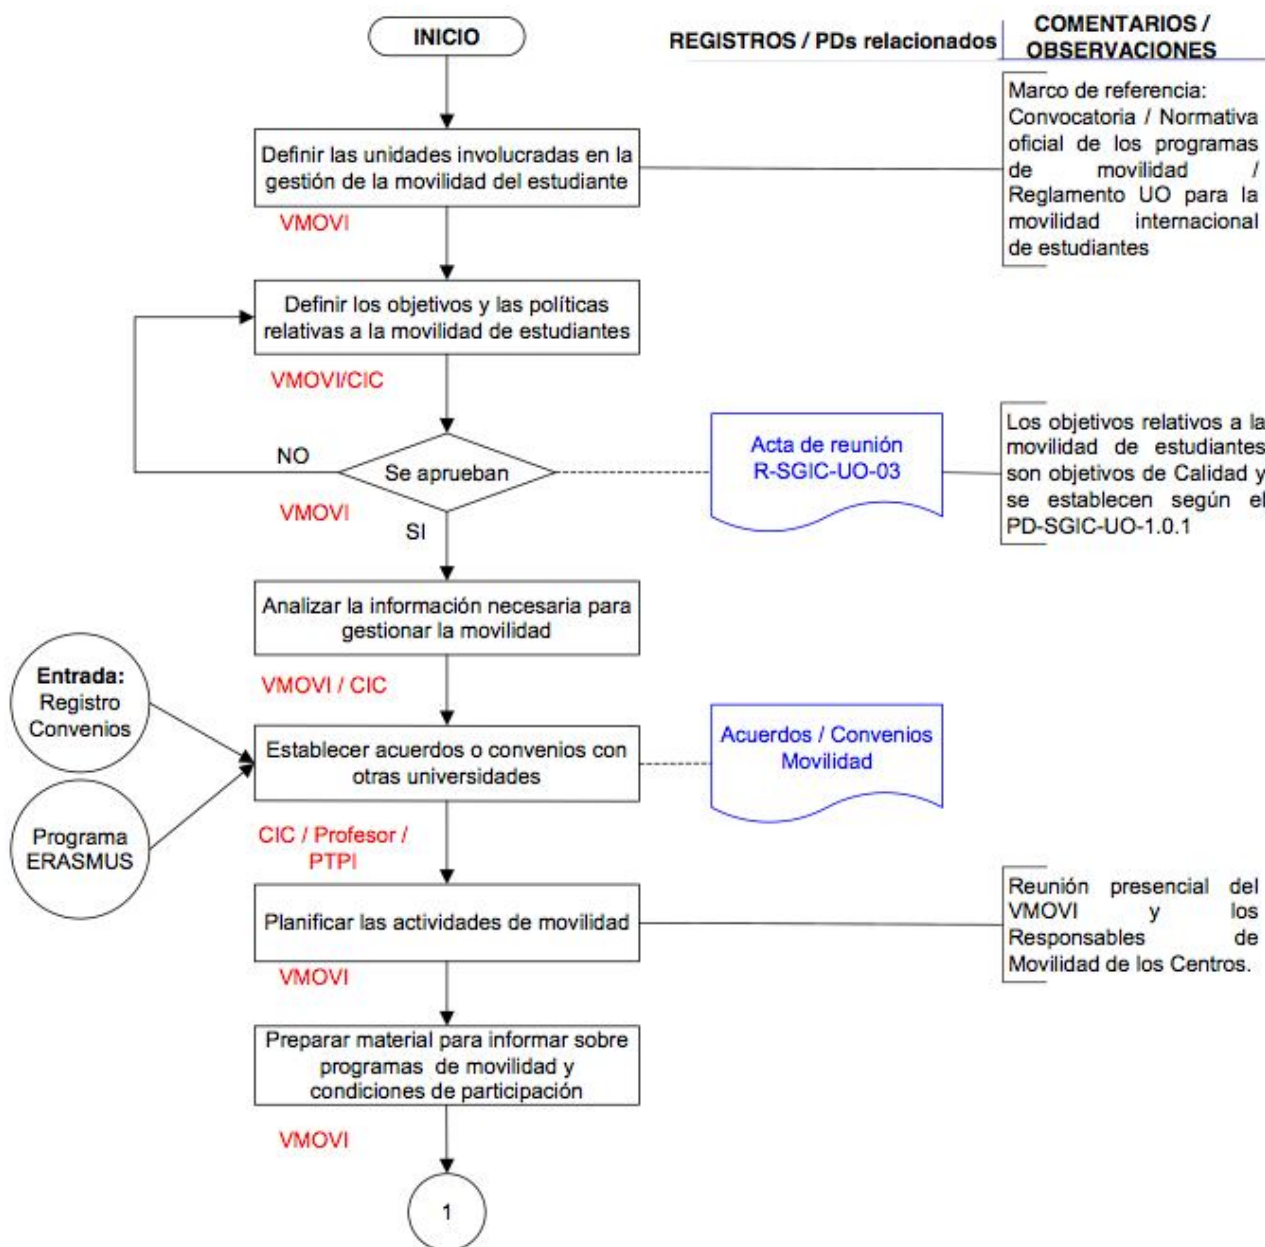 INICIO
REGISTROS / PDs relacionados
COMENTARIOS /
OBSERVACIONES
Definir las unidades involucradas en la
gestión de la movilidad del estudiante
VMOVI
Marco de referencia:
Convocatoria / Normativa
oficial de los programas
de movilidad /
Reglamento UO para la
movilidad internacional
de estudiantes
Definir los objetivos y las políticas
relativas a la movilidad de estudiantes
VMOVI/CIC
NO
Se aprueban
VMOVI
SI
Acta de reunión
R-SGIC-UO-03
Los objetivos relativos a la
movilidad de estudiantes
son objetivos de Calidad y
se establecen según el
PD-SGIC-UO-1.0.1
Analizar la información necesaria para
gestionar la movilidad
VMOVI / CIC
Entrada:
Registro
Convenios
Establecer acuerdos o convenios con
otras universidades
Acuerdos / Convenios
Movilidad
Programa
ERASMUS
CIC / Profesor /
PTPI
Planificar las actividades de movilidad
VMOVI
Reunión presencial del
VMOVI y los
Responsables de
Movilidad de los Centros.
Preparar material para informar sobre
programas de movilidad y
condiciones de participación
VMOVI
1